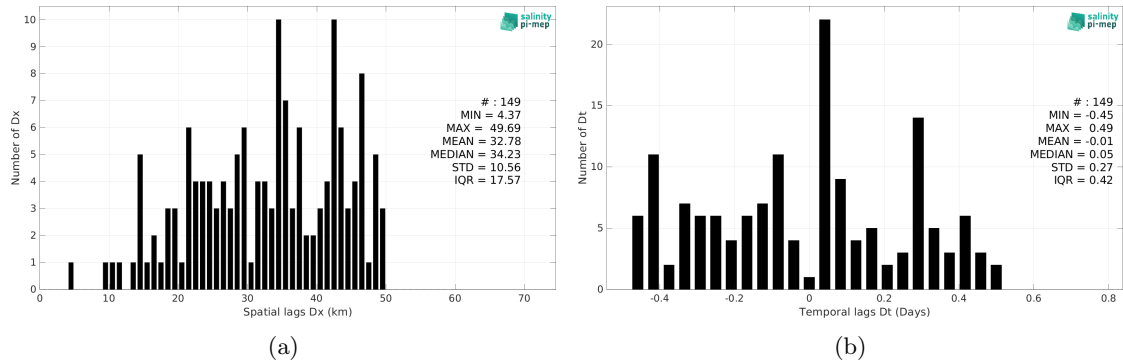 10
9
8
7
6
5
4
3
2
1
0
Number of Dx
salinity
pi-mep
# : 149
MIN = 4.37
MAX = 49.69
MEAN = 32.78
MEDIAN = 34.23
STD = 10.56
IQR = 17.57
0 10 20 30 40 50 60 70
Spatial lags Dx (km)
(a)
20
15
10
5
0
Number of Dt
salinity
pi-mep
# : 149
MIN = -0.45
MAX = 0.49
MEAN = -0.01
MEDIAN = 0.05
STD = 0.27
IQR = 0.42
-0.4 -0.2 0 0.2 0.4 0.6 0.8
Temporal lags Dt (Days)
(b)